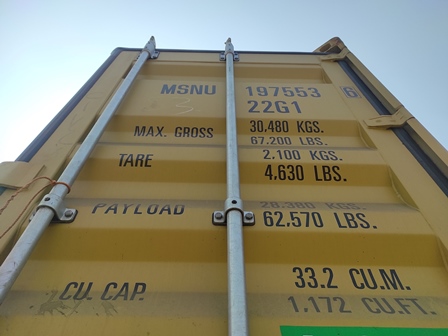 MSNU 197553 6
22G1
MAX. GROSS 30.480 KGS.
67.200 LBS.
TARE 2.100 KGS.
4.630 LBS.
PAYLOAD 28.380 KGS.
62.570 LBS.
CU. CAP. 33.2 CU.M.
1.172 CU.FT.